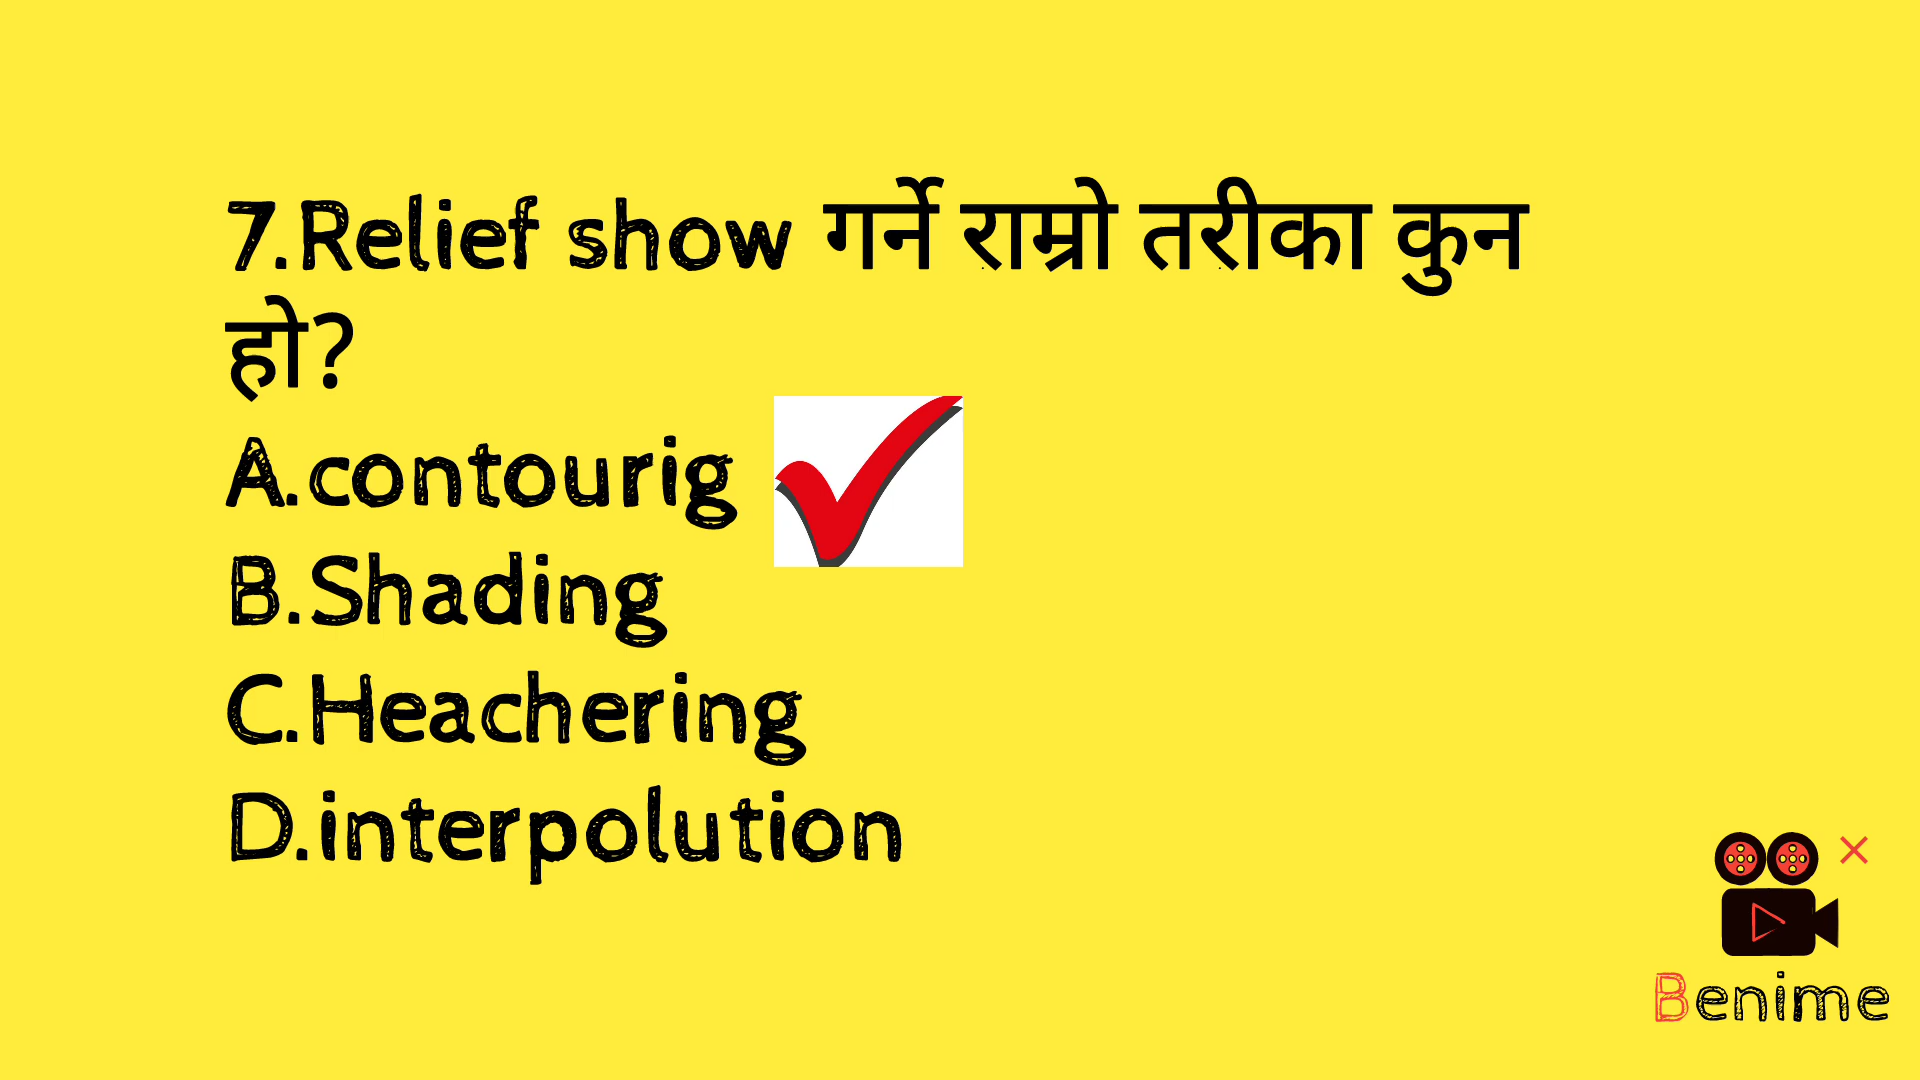 7.Relief show गर्ने राम्रो तरीका कुन
हो?
A.contourig
B.Shading
C.Heachering
D.interpolution
Benime